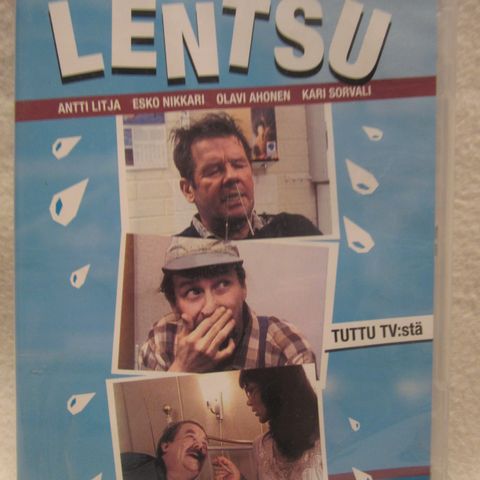 LENTSU
ANTTI LITJA ESKO NIKKARI OLAVI AHONEN KARI SORVALI
TUTTU TV:stä